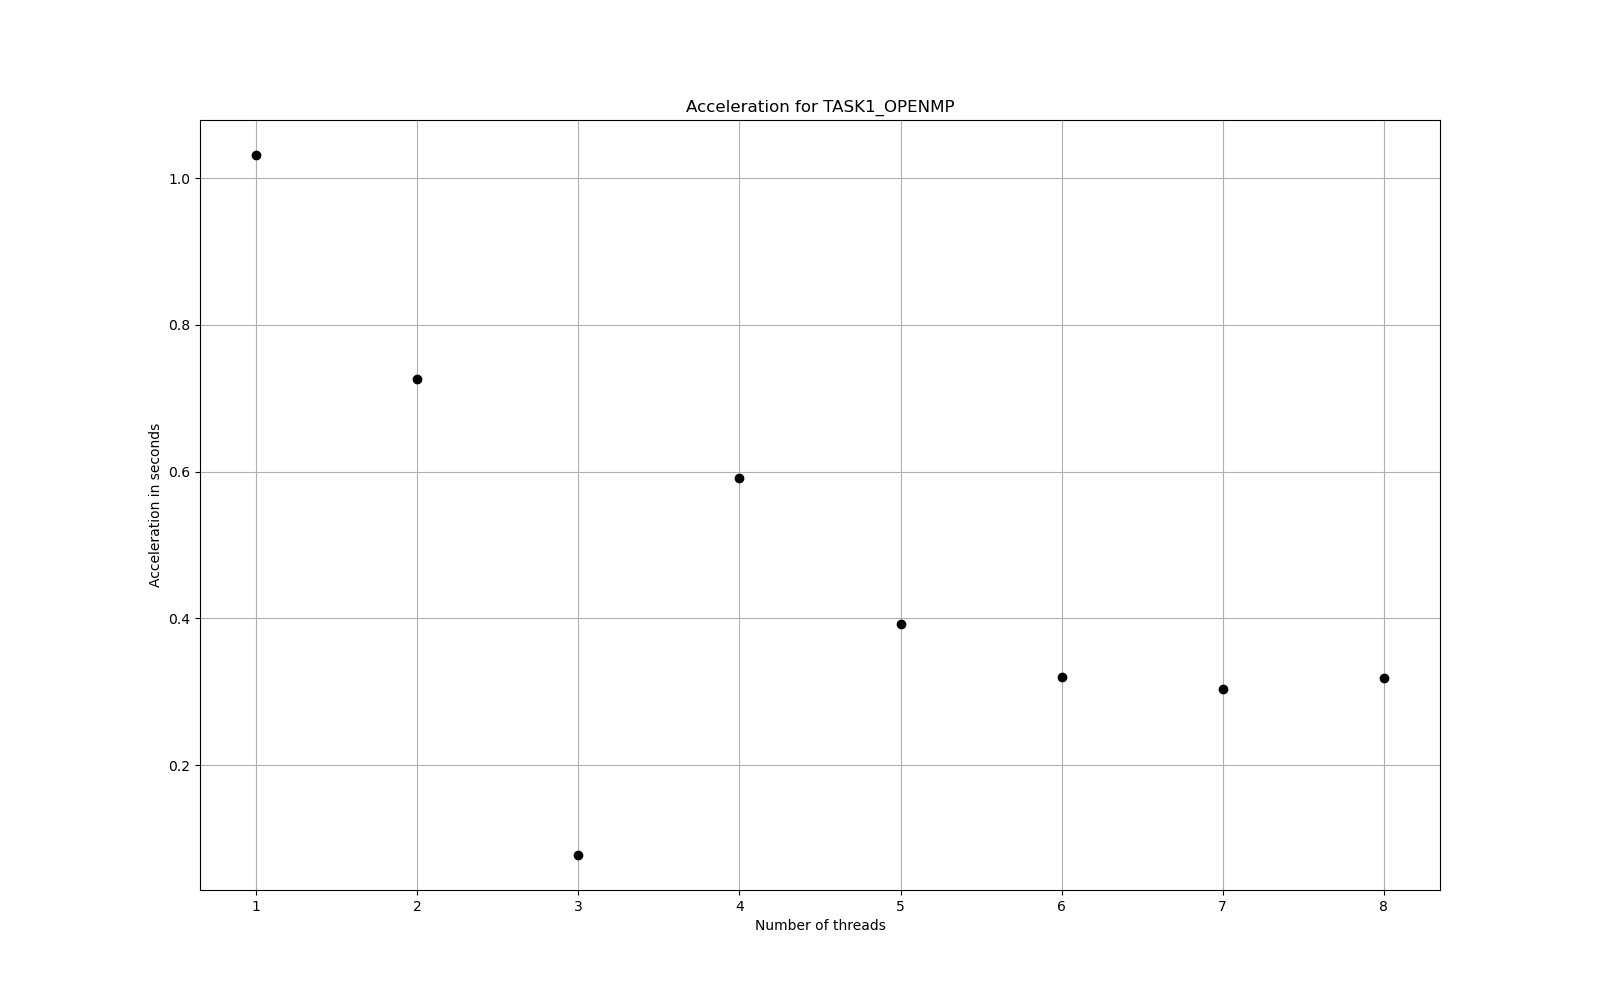 Acceleration for TASK1_OPENMP
1.0
0.8
0.6
0.4
0.2
Acceleration in seconds
1 2 3 4 5 6 7 8
Number of threads